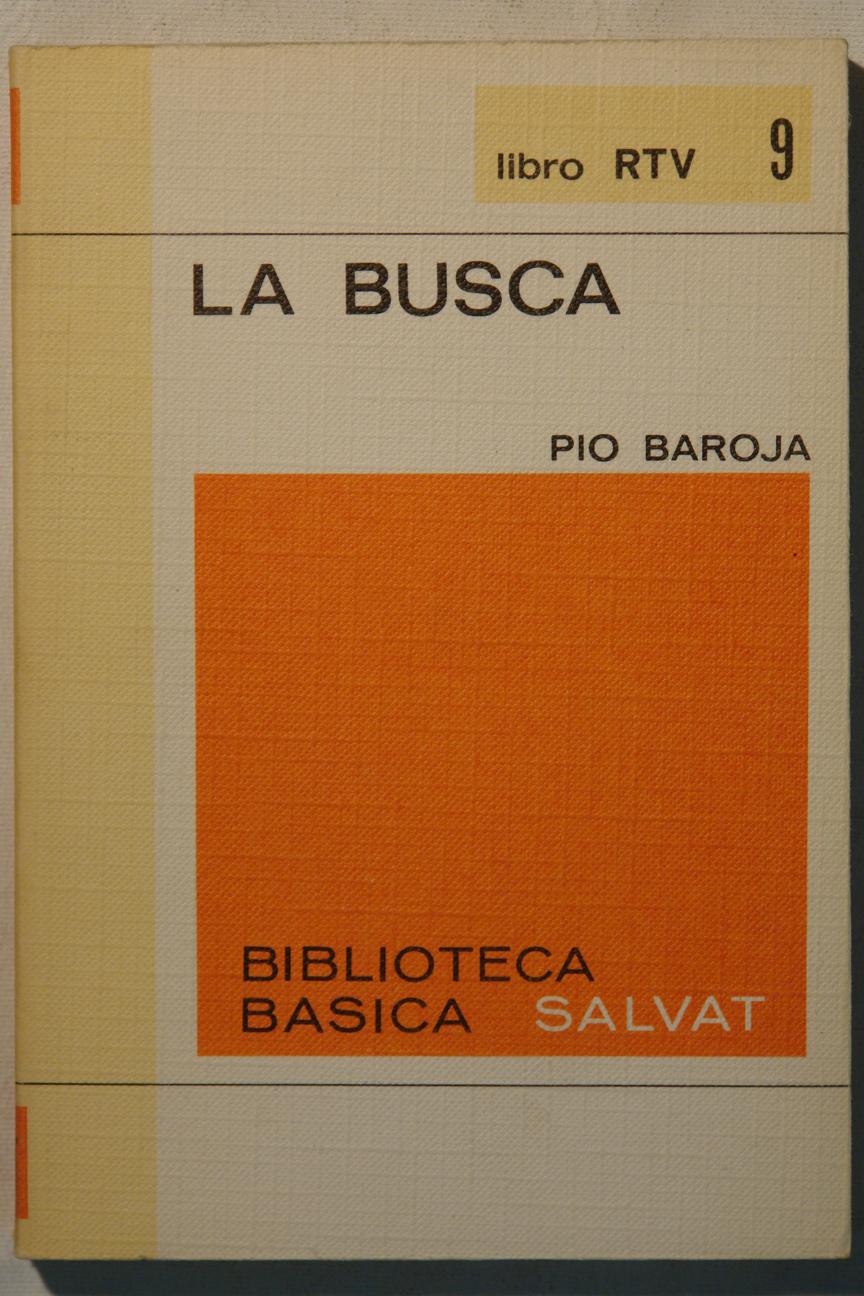 libro RTV 9
LA BUSCA
PIO BAROJA
BIBLIOTECA
BASICA SALVAT